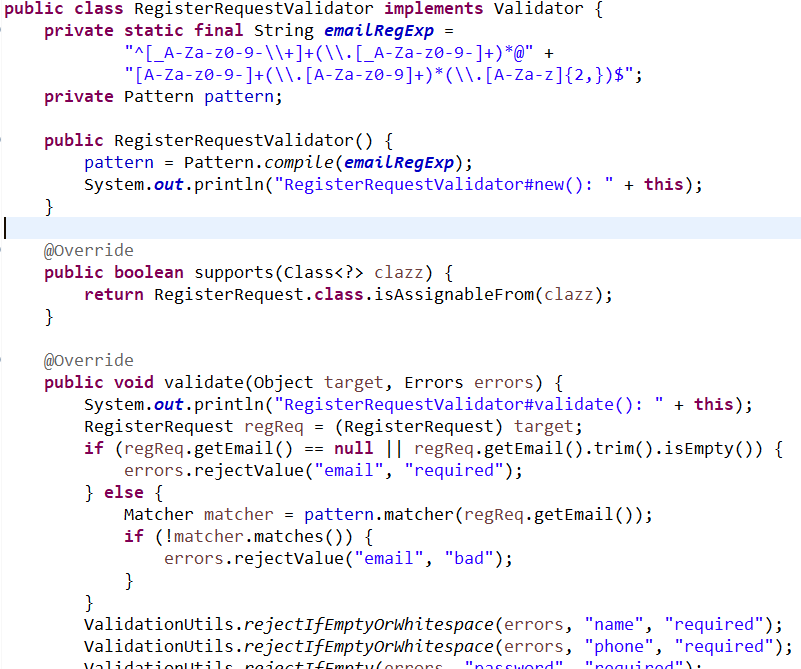 public class RegisterRequestValidator implements Validator {
    private static final String emailRegExp =
            "^[_A-Za-z0-9-\\+]+(\\.[_A-Za-z0-9-]+)*@" +
            "[A-Za-z0-9-]+(\\.[A-Za-z0-9]+)*(\\.[A-Za-z]{2,})$";
    private Pattern pattern;

    public RegisterRequestValidator() {
        pattern = Pattern.compile(emailRegExp);
        System.out.println("RegisterRequestValidator#new(): " + this);
    }

    @Override
    public boolean supports(Class<?> clazz) {
        return RegisterRequest.class.isAssignableFrom(clazz);
    }

    @Override
    public void validate(Object target, Errors errors) {
        System.out.println("RegisterRequestValidator#validate(): " + this);
        RegisterRequest regReq = (RegisterRequest) target;
        if (regReq.getEmail() == null || regReq.getEmail().trim().isEmpty()) {
            errors.rejectValue("email", "required");
        } else {
            Matcher matcher = pattern.matcher(regReq.getEmail());
            if (!matcher.matches()) {
                errors.rejectValue("email", "bad");
            }
        }
        ValidationUtils.rejectIfEmptyOrWhitespace(errors, "name", "required");
        ValidationUtils.rejectIfEmptyOrWhitespace(errors, "phone", "required");
        ValidationUtils.rejectIfEmpty(errors, "password", "required");